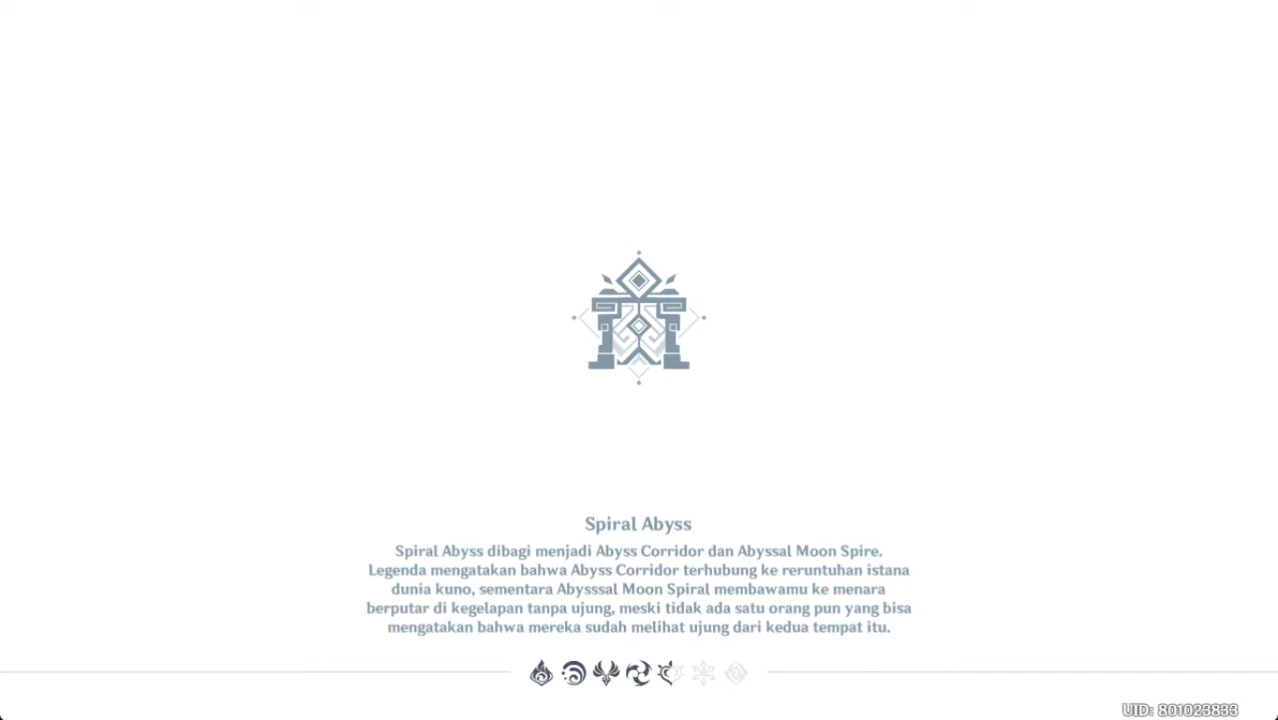 Spiral Abyss
Spiral Abyss dibagi menjadi Abyss Corridor dan Abyssal Moon Spire.
Legenda mengatakan bahwa Abyss Corridor terhubung ke reruntuhan istana
dunia kuno, sementara Abysssal Moon Spiral membawamu ke menara
berputar di kegelapan tanpa ujung, meski tidak ada satu orang pun yang bisa
mengatakan bahwa mereka sudah melihat ujung dari kedua tempat itu.
UID: 801023833